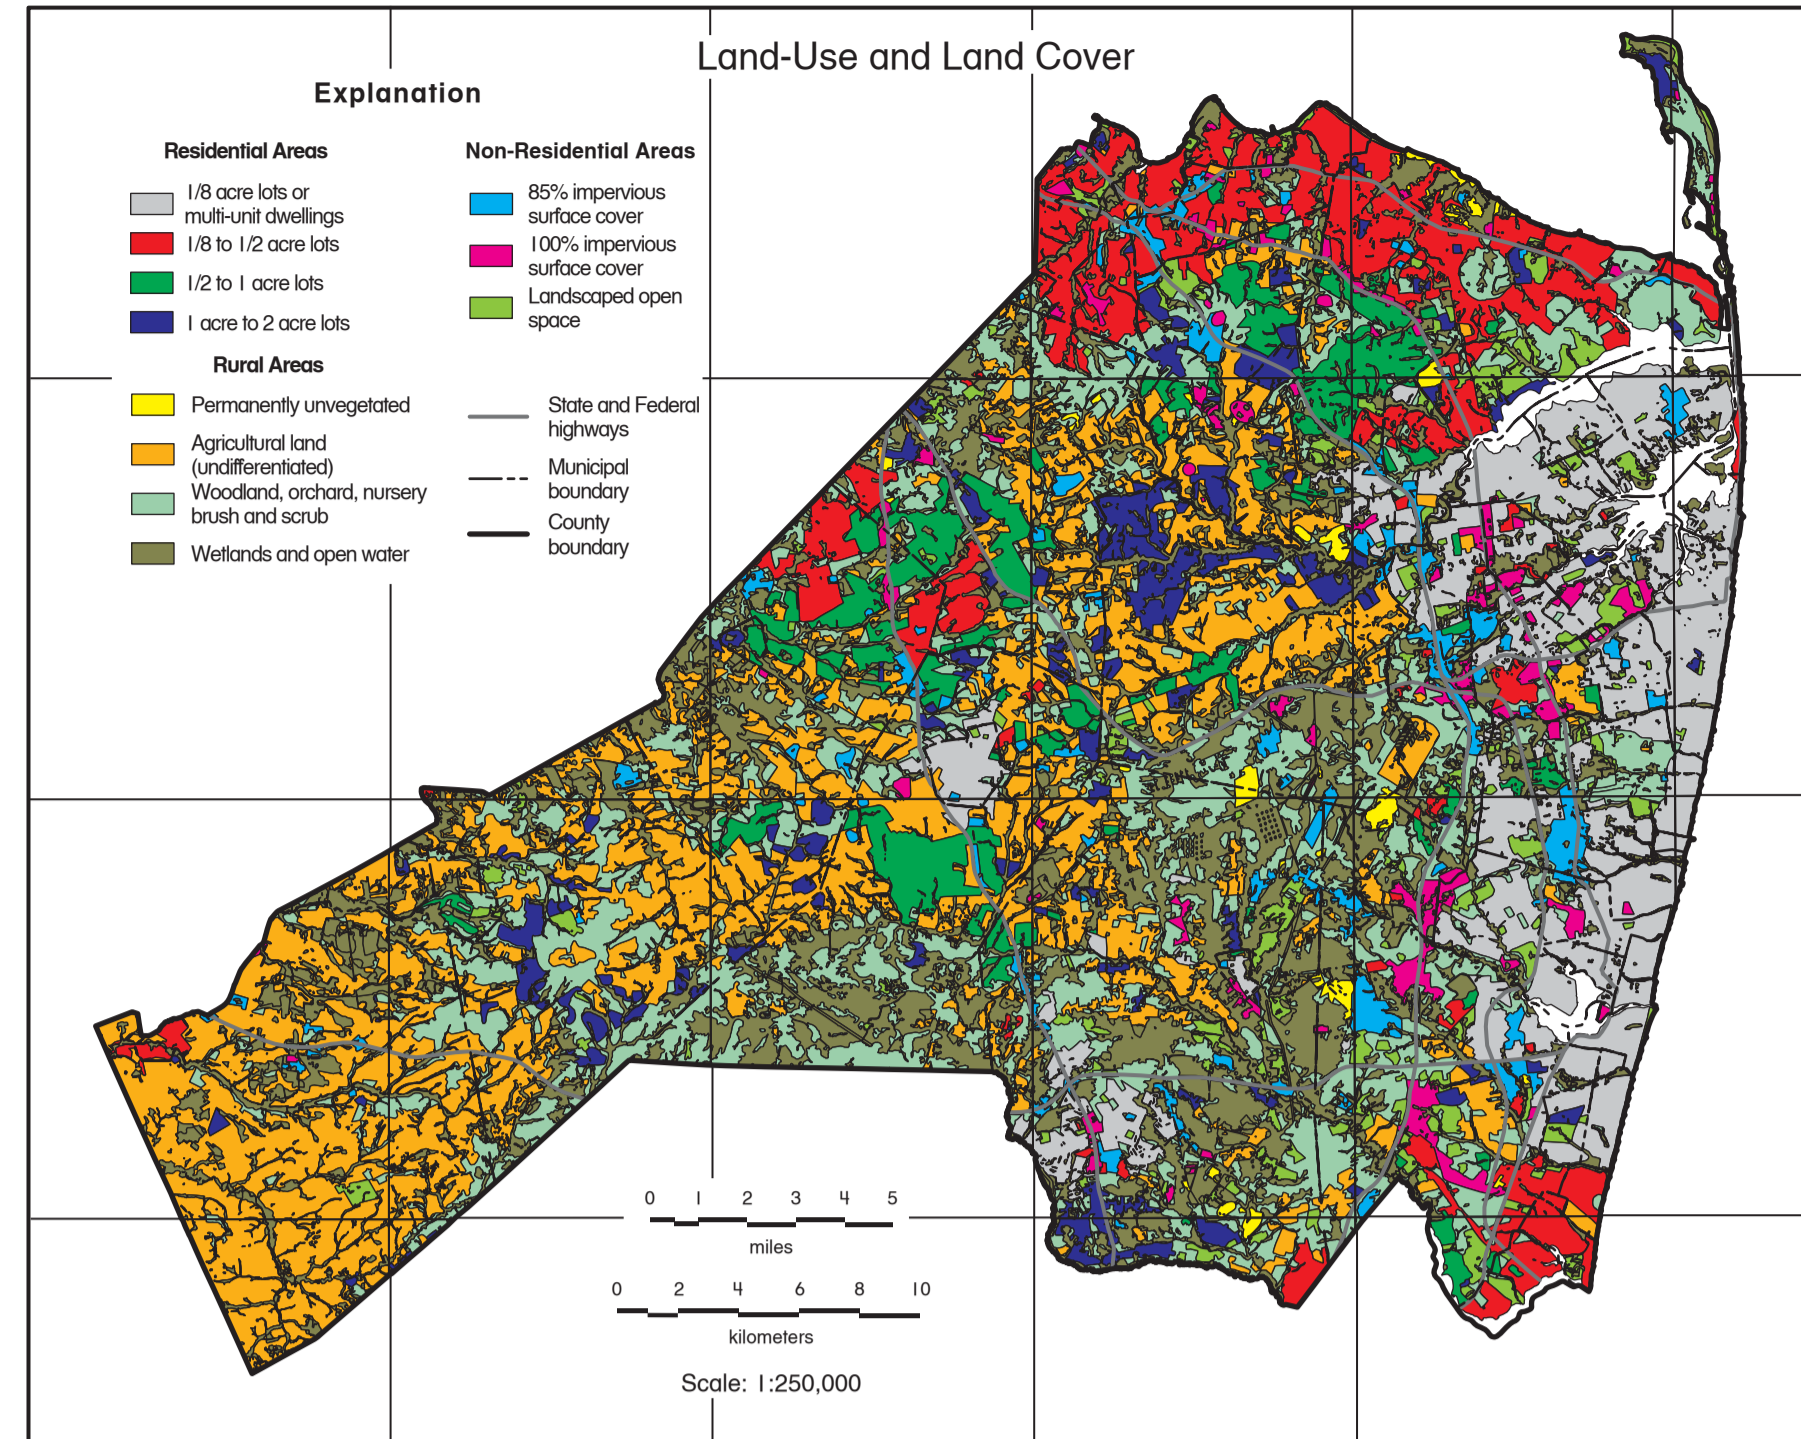 Land-Use and Land Cover
Explanation
Residential Areas
1/8 acre lots or
multi-unit dwellings
1/8 to 1/2 acre lots
1/2 to 1 acre lots
1 acre to 2 acre lots
Rural Areas
Permanently unvegetated
Agricultural land
(undifferentiated)
Woodland, orchard, nursery
brush and scrub
Wetlands and open water
Non-Residential Areas
85% impervious
surface cover
100% impervious
surface cover
Landscaped open
space
State and Federal
highways
Municipal
boundary
County
boundary
0 1 2 3 4 5
miles
0 2 4 6 8 10
kilometers
Scale: 1:250,000